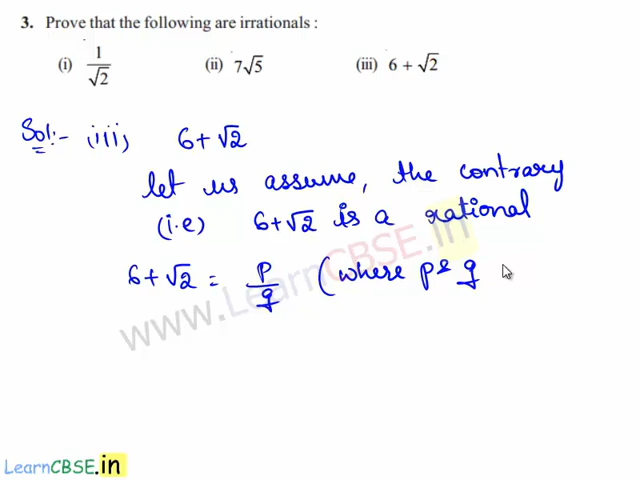 3. Prove that the following are irrationals :
(i) 1/√2 (ii) 7√5 (iii) 6 + √2
Sol:- (iii) 6+√2
let us assume, the contrary
(i.e) 6+√2 is a rational
6+√2 = p/q (where p & q
www.LearnCBSE.in
LearnCBSE.in